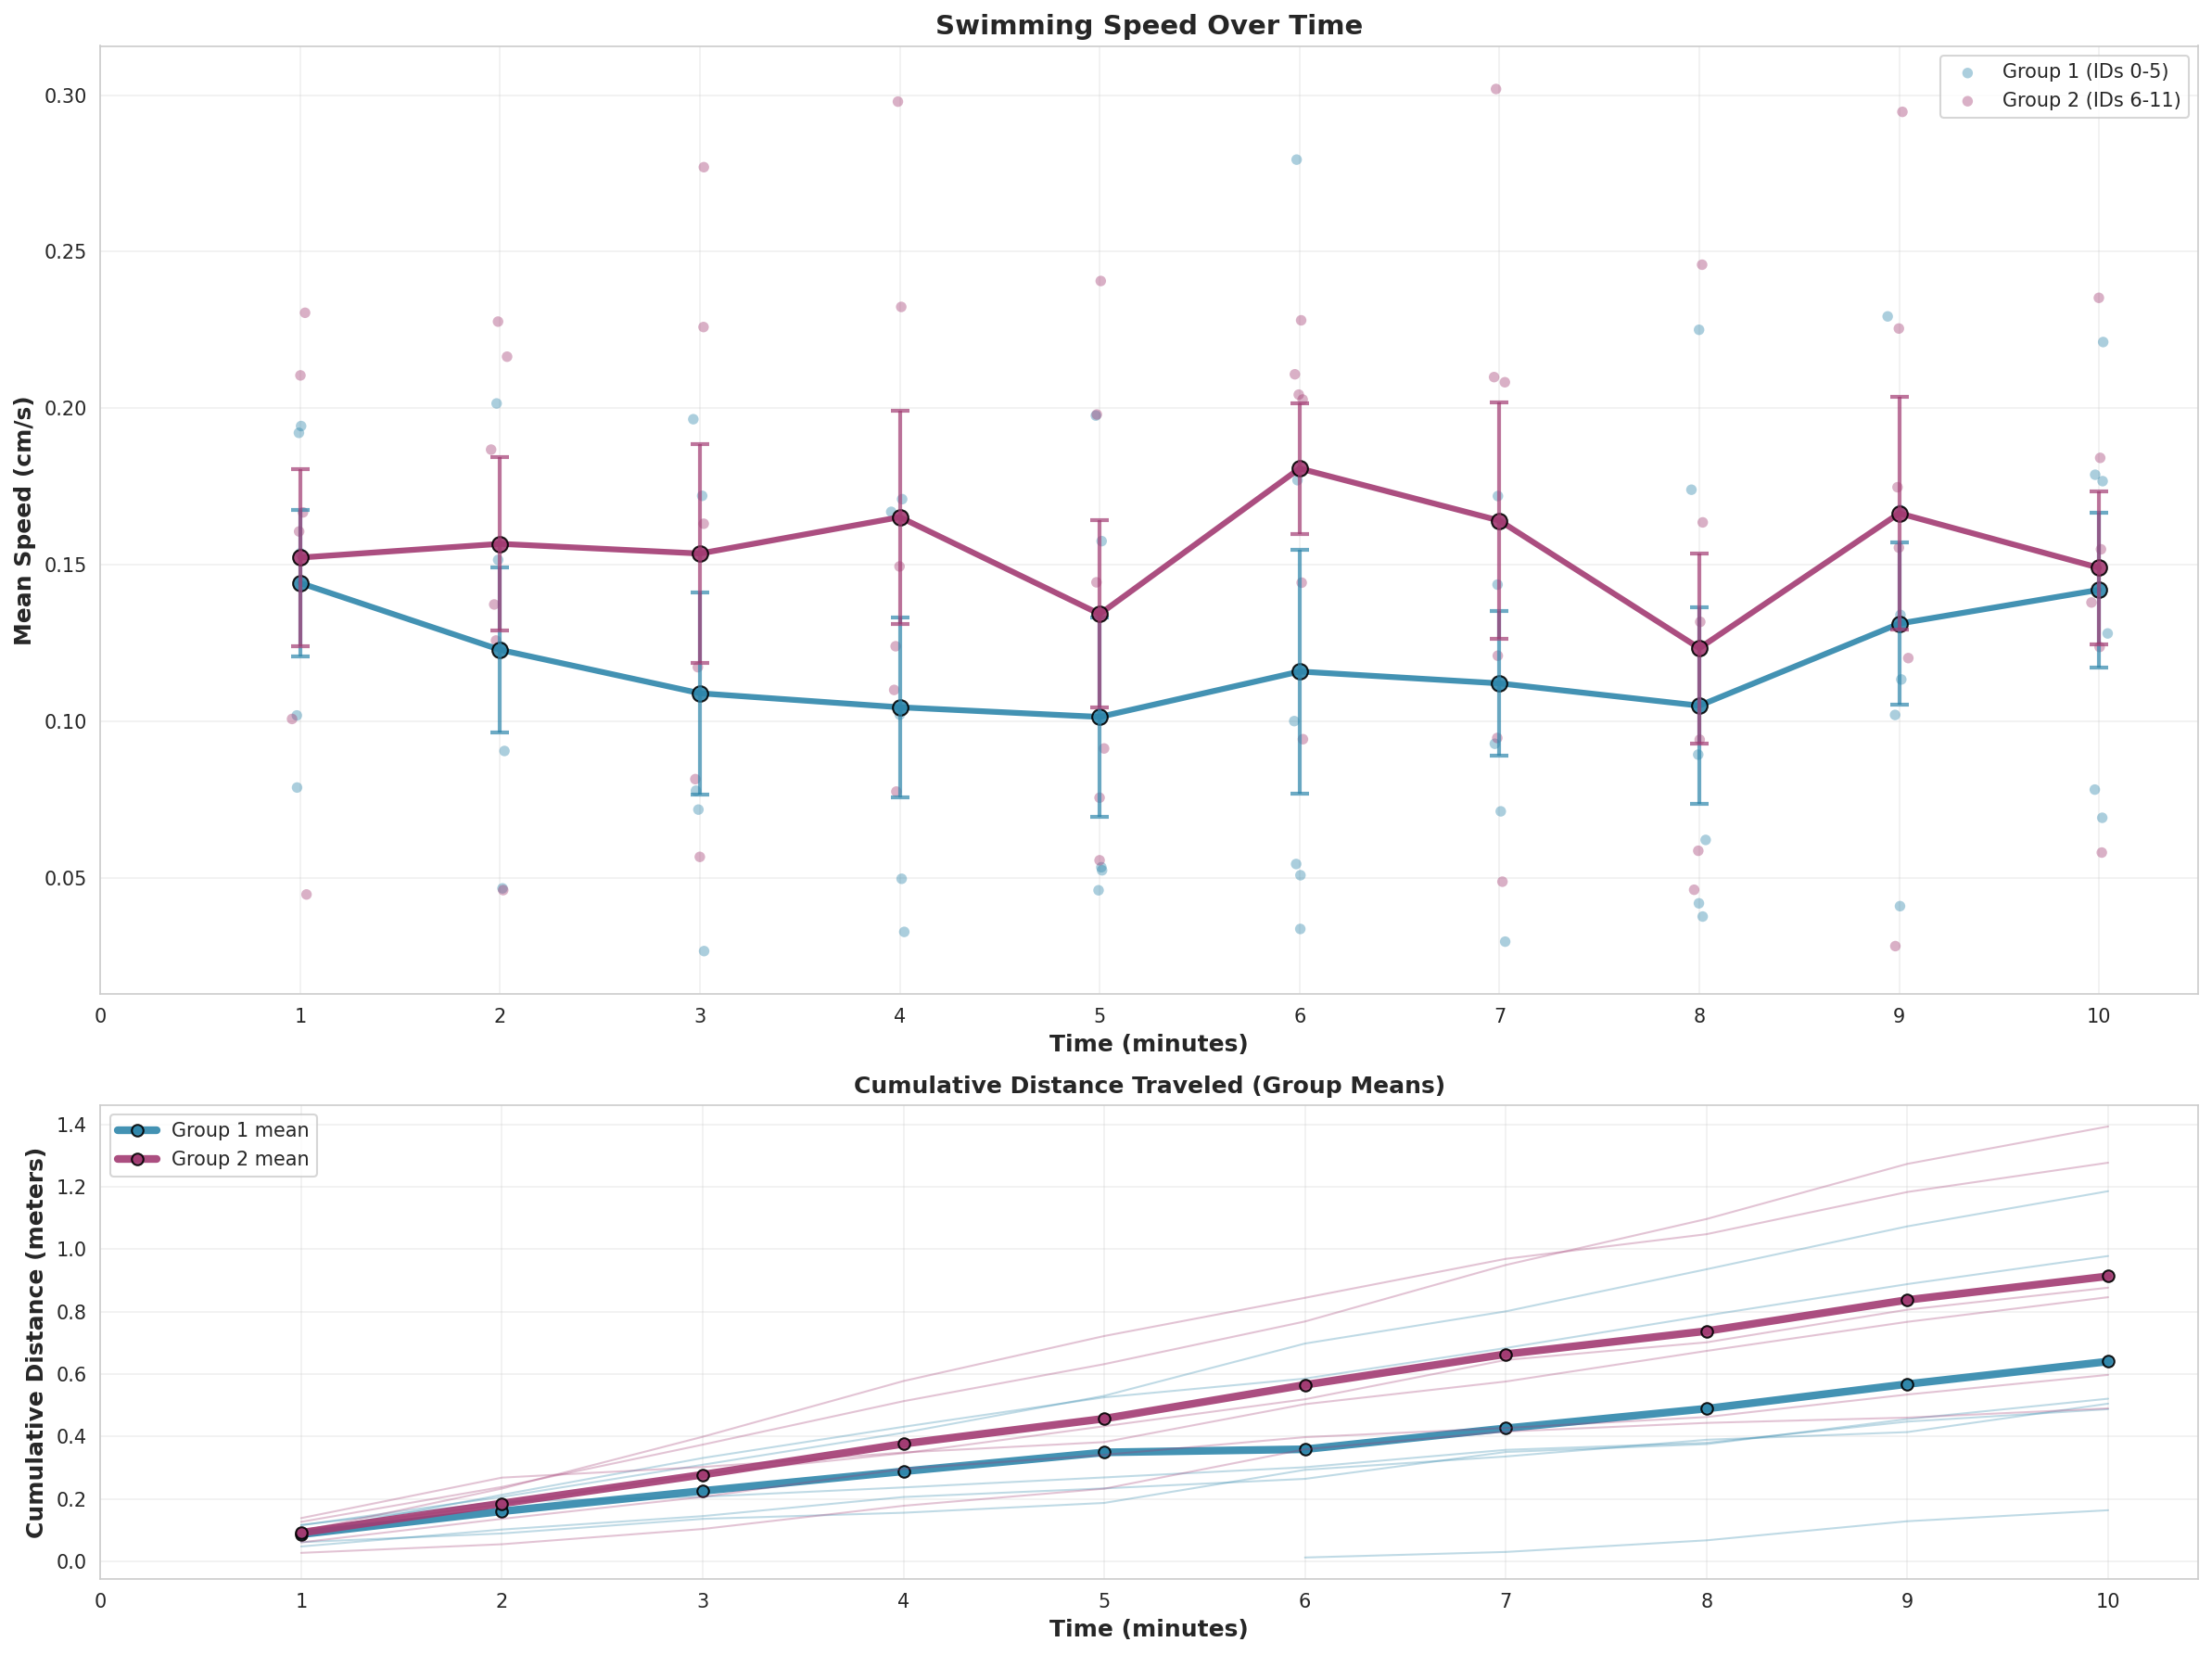 Swimming Speed Over Time
Group 1 (IDs 0-5)
Group 2 (IDs 6-11)
Mean Speed (cm/s)
0.30
0.25
0.20
0.15
0.10
0.05
0 1 2 3 4 5 6 7 8 9 10
Time (minutes)
Cumulative Distance Traveled (Group Means)
Group 1 mean
Group 2 mean
Cumulative Distance (meters)
1.4
1.2
1.0
0.8
0.6
0.4
0.2
0.0
0 1 2 3 4 5 6 7 8 9 10
Time (minutes)